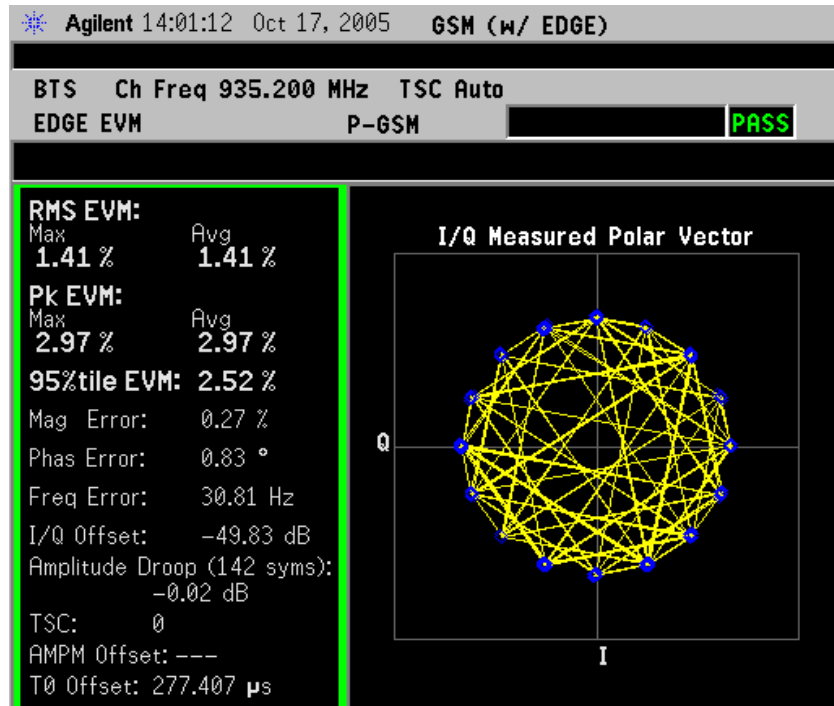 Agilent 14:01:12 Oct 17, 2005 GSM (w/ EDGE)
BTS Ch Freq 935.200 MHz TSC Auto
EDGE EVM P-GSM PASS
RMS EVM:
Max Avg
1.41 % 1.41 %
Pk EVM:
Max Avg
2.97 % 2.97 %
95%tile EVM: 2.52 %
Mag Error: 0.27 %
Phas Error: 0.83 °
Freq Error: 30.81 Hz
I/Q Offset: -49.83 dB
Amplitude Droop (142 syms):
-0.02 dB
TSC: 0
AMPM Offset: ---
T0 Offset: 277.407 µs
I/Q Measured Polar Vector
Q
I